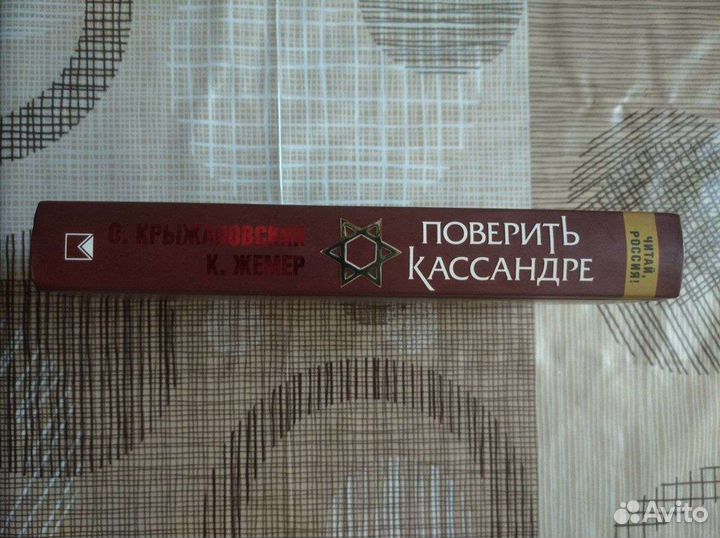 О. КРЫЖАНОВСКИЙ
К. ЖЕМЕР
ПОВЕРИТЬ
КАССАНДРЕ
ЧИТАЙ,
РОССИЯ!
Avito